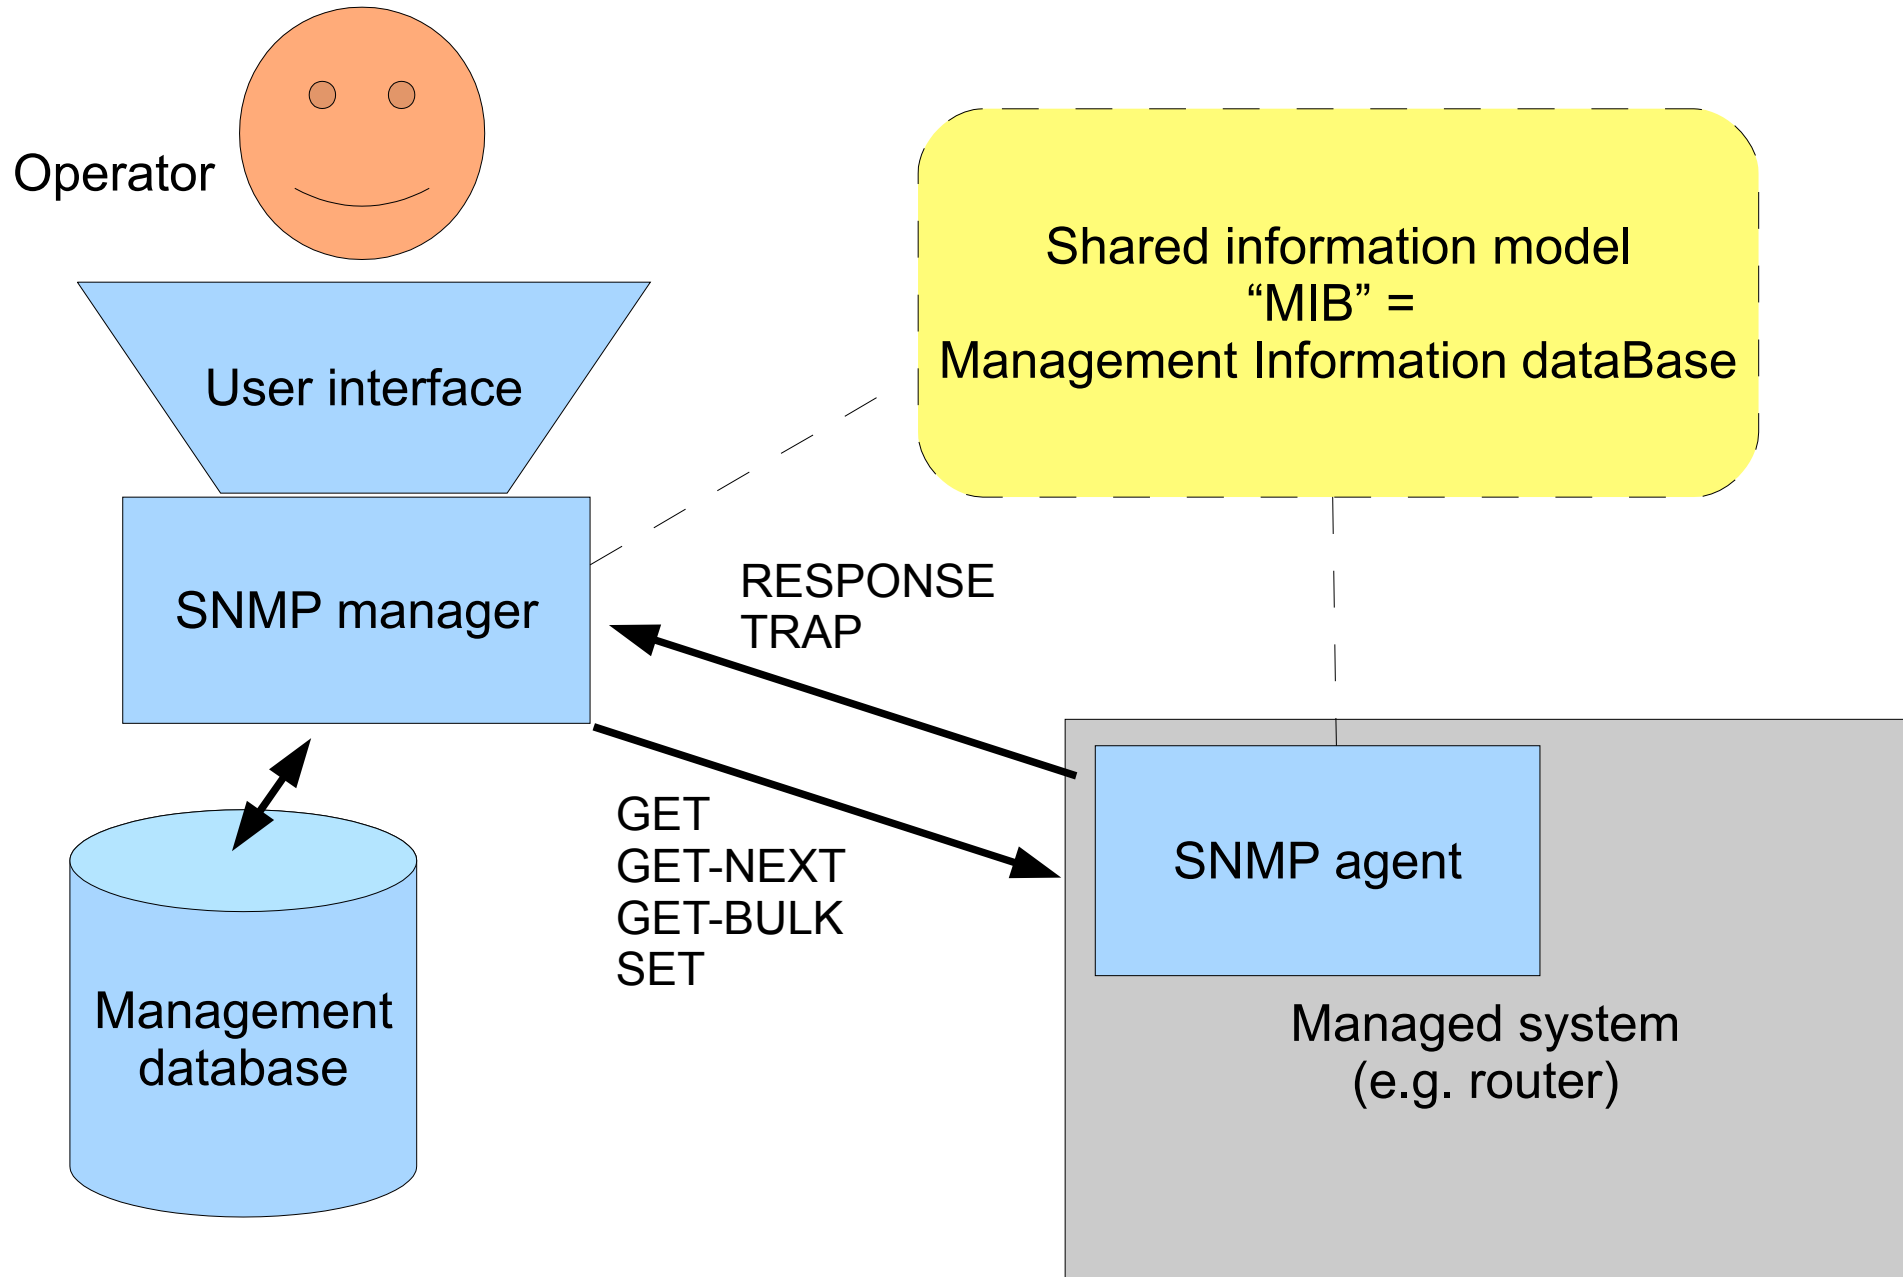 Operator
User interface
SNMP manager
Management
database
Shared information model
“MIB” =
Management Information dataBase
RESPONSE
TRAP
GET
GET-NEXT
GET-BULK
SET
SNMP agent
Managed system
(e.g. router)